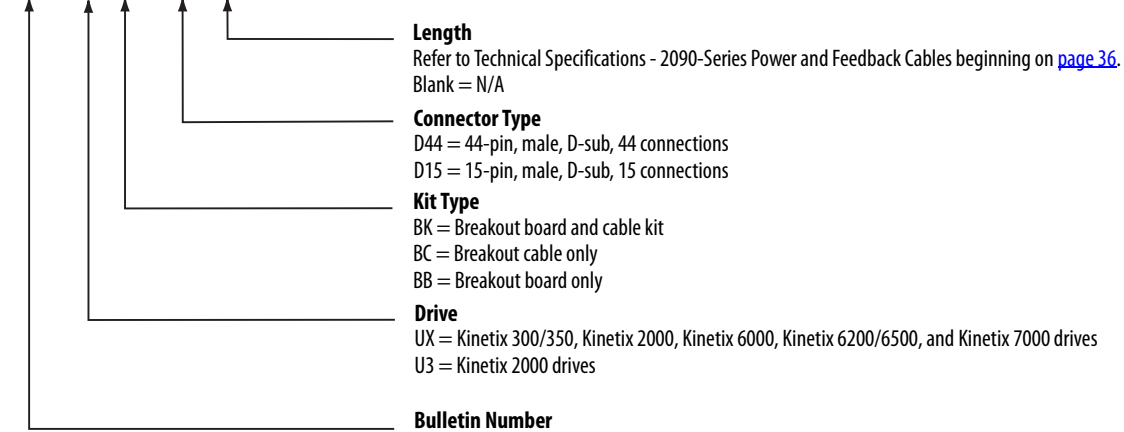 Length
Refer to Technical Specifications - 2090-Series Power and Feedback Cables beginning on page 36.
Blank = N/A
Connector Type
D44 = 44-pin, male, D-sub, 44 connections
D15 = 15-pin, male, D-sub, 15 connections
Kit Type
BK = Breakout board and cable kit
BC = Breakout cable only
BB = Breakout board only
Drive
UX = Kinetix 300/350, Kinetix 2000, Kinetix 6000, Kinetix 6200/6500, and Kinetix 7000 drives
U3 = Kinetix 2000 drives
Bulletin Number